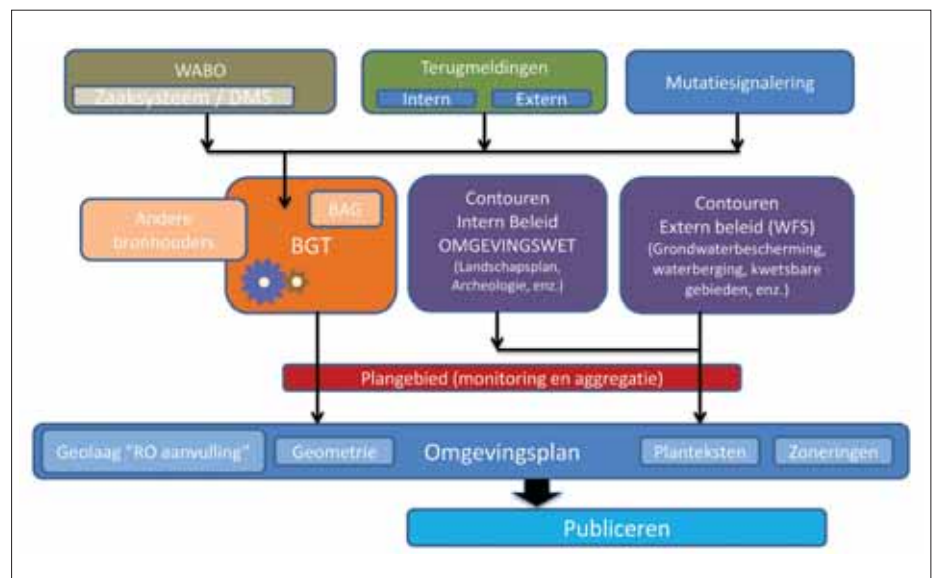 WABO
Zaaksysteem / DMS
Terugmeldingen
Intern
Extern
Mutatiesignalering
Andere
bronhouders
BAG
BGT
Contouren
Intern Beleid
OMGEVINGSWET
(Landschapsplan,
Archeologie, enz.)
Contouren
Extern beleid (WFS)
(Grondwaterbescherming,
waterberging, kwetsbare
gebieden, enz.)
Plangebied (monitoring en aggregatie)
Geolaag "RO aanvulling"
Geometrie
Omgevingsplan
Planteksten
Zoneringen
Publiceren